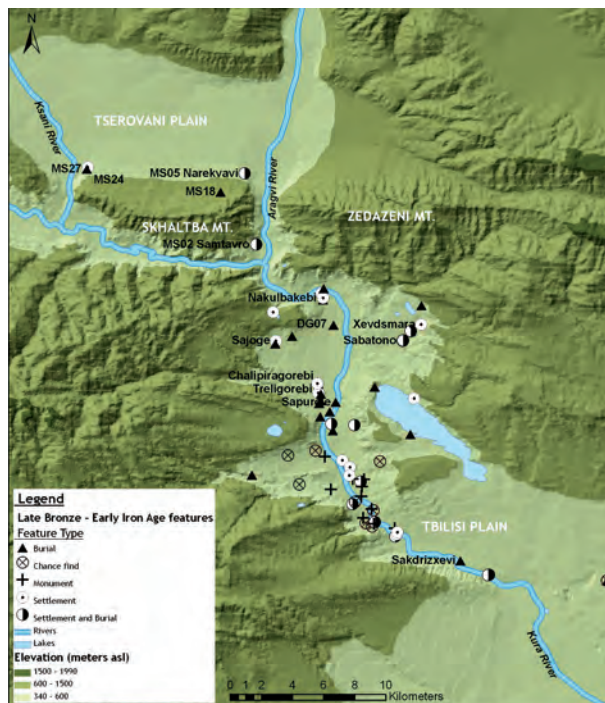 N
Ksani River
TSEROVANI PLAIN
Aragvi River
MS27
MS24
MS05 Narekvavi
MS18
ZEDAZENI MT.
SKHALTBA MT.
MS02 Samtavro
Nakulbakebi
DG07
Xevdsmara
Sajoge
Sabatono
Chalipiragorebi
Treligorebi
TBILISI PLAIN
Sakdrizxevi
Kura River
Legend
Late Bronze - Early Iron Age features
Feature Type
Burial
Chance find
Monument
Settlement
Settlement and Burial
Rivers
Lakes
Elevation (meters asl)
1500 - 1990
600 - 1500
340 - 600
0 1 2 4 6 8 10
Kilometers